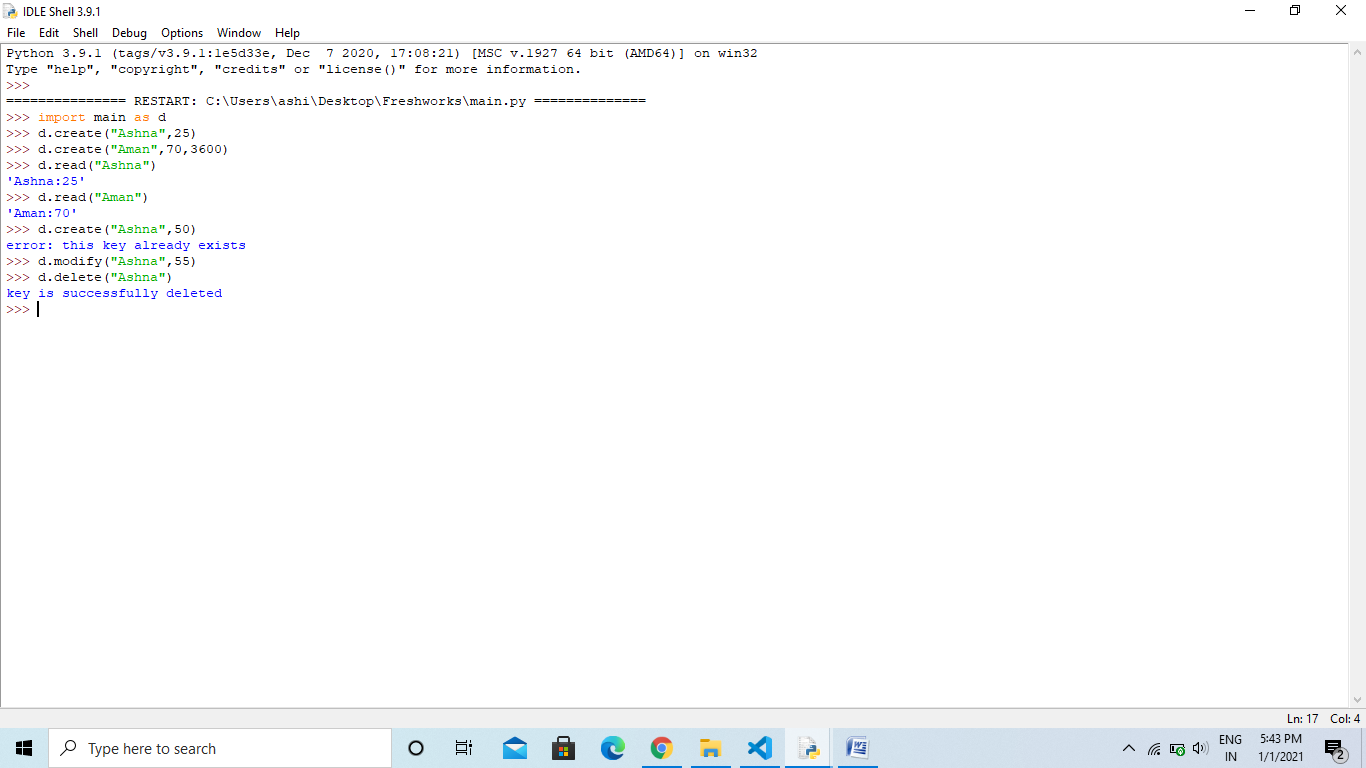 IDLE Shell 3.9.1
File Edit Shell Debug Options Window Help
Python 3.9.1 (tags/v3.9.1:1e5d33e, Dec  7 2020, 17:08:21) [MSC v.1927 64 bit (AMD64)] on win32
Type "help", "copyright", "credits" or "license()" for more information.
>>>
=============== RESTART: C:\Users\ashi\Desktop\Freshworks\main.py ==============
>>> import main as d
>>> d.create("Ashna",25)
>>> d.create("Aman",70,3600)
>>> d.read("Ashna")
'Ashna:25'
>>> d.read("Aman")
'Aman:70'
>>> d.create("Ashna",50)
error: this key already exists
>>> d.modify("Ashna",55)
>>> d.delete("Ashna")
key is successfully deleted
>>>
Ln: 17 Col: 4
Type here to search
ENG
IN
5:43 PM
1/1/2021
2